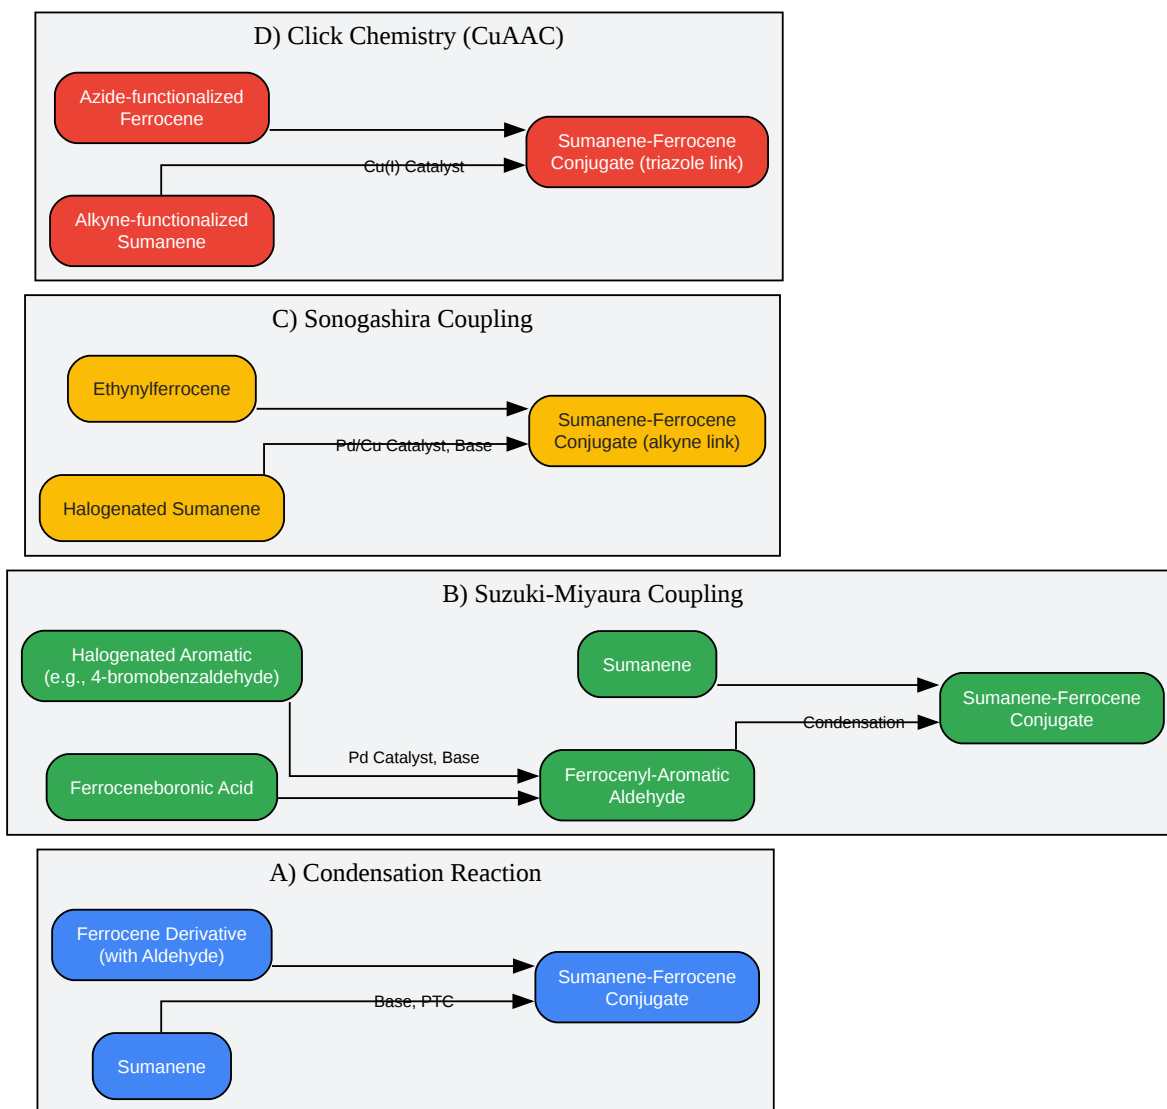 D) Click Chemistry (CuAAC)
Azide-functionalized
Ferrocene
Sumanene-Ferrocene
Conjugate (triazole link)
Cu(I) Catalyst
Alkyne-functionalized
Sumanene
C) Sonogashira Coupling
Ethynylferrocene
Sumanene-Ferrocene
Conjugate (alkyne link)
Pd/Cu Catalyst, Base
Halogenated Sumanene
B) Suzuki-Miyaura Coupling
Halogenated Aromatic
(e.g., 4-bromobenzaldehyde)
Sumanene
Sumanene-Ferrocene
Conjugate
Condensation
Pd Catalyst, Base
Ferroceneboronic Acid
Ferrocenyl-Aromatic
Aldehyde
A) Condensation Reaction
Ferrocene Derivative
(with Aldehyde)
Sumanene-Ferrocene
Conjugate
Base, PTC
Sumanene